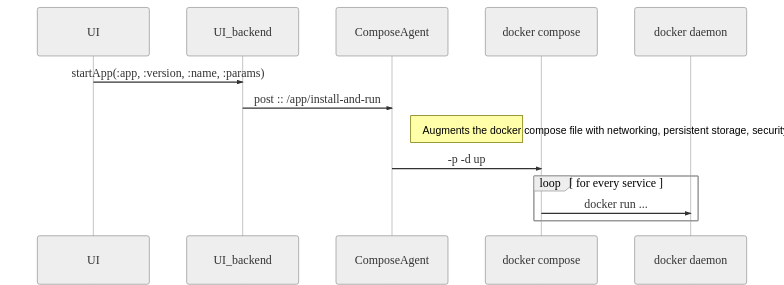 UI
UI_backend
ComposeAgent
docker compose
docker daemon
startApp(:app, :version, :name, :params)
post :: /app/install-and-run
Augments the docker compose file with networking, persistent storage,
-p -d up
loop [ for every service ]
docker run ...
UI
UI_backend
ComposeAgent
docker compose
docker daemon